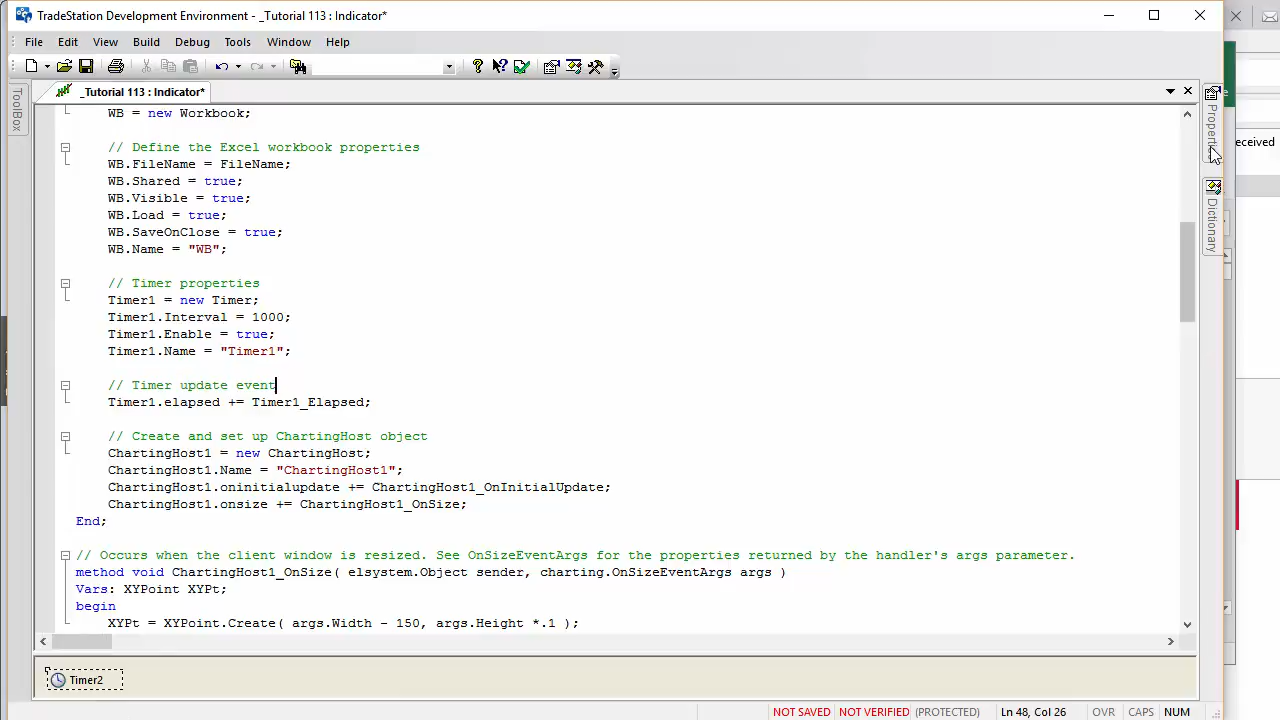 TradeStation Development Environment - _Tutorial 113 : Indicator*
File Edit View Build Debug Tools Window Help
ToolBox
_Tutorial 113 : Indicator*
WB = new Workbook;
// Define the Excel workbook properties
WB.FileName = FileName;
WB.Shared = true;
WB.Visible = true;
WB.Load = true;
WB.SaveOnClose = true;
WB.Name = "WB";
// Timer properties
Timer1 = new Timer;
Timer1.Interval = 1000;
Timer1.Enable = true;
Timer1.Name = "Timer1";
// Timer update event
Timer1.elapsed += Timer1_Elapsed;
// Create and set up ChartingHost object
ChartingHost1 = new ChartingHost;
ChartingHost1.Name = "ChartingHost1";
ChartingHost1.oninitialupdate += ChartingHost1_OnInitialUpdate;
ChartingHost1.onsize += ChartingHost1_OnSize;
End;
// Occurs when the client window is resized. See OnSizeEventArgs for the properties returned by the handler's args parameter.
method void ChartingHost1_OnSize( elsystem.Object sender, charting.OnSizeEventArgs args )
Vars: XYPoint XYPt;
begin
XYPt = XYPoint.Create( args.Width - 150, args.Height *.1 );
Timer2
NOT SAVED NOT VERIFIED (PROTECTED) Ln 48, Col 26 OVR CAPS NUM
Dictionary
eceived